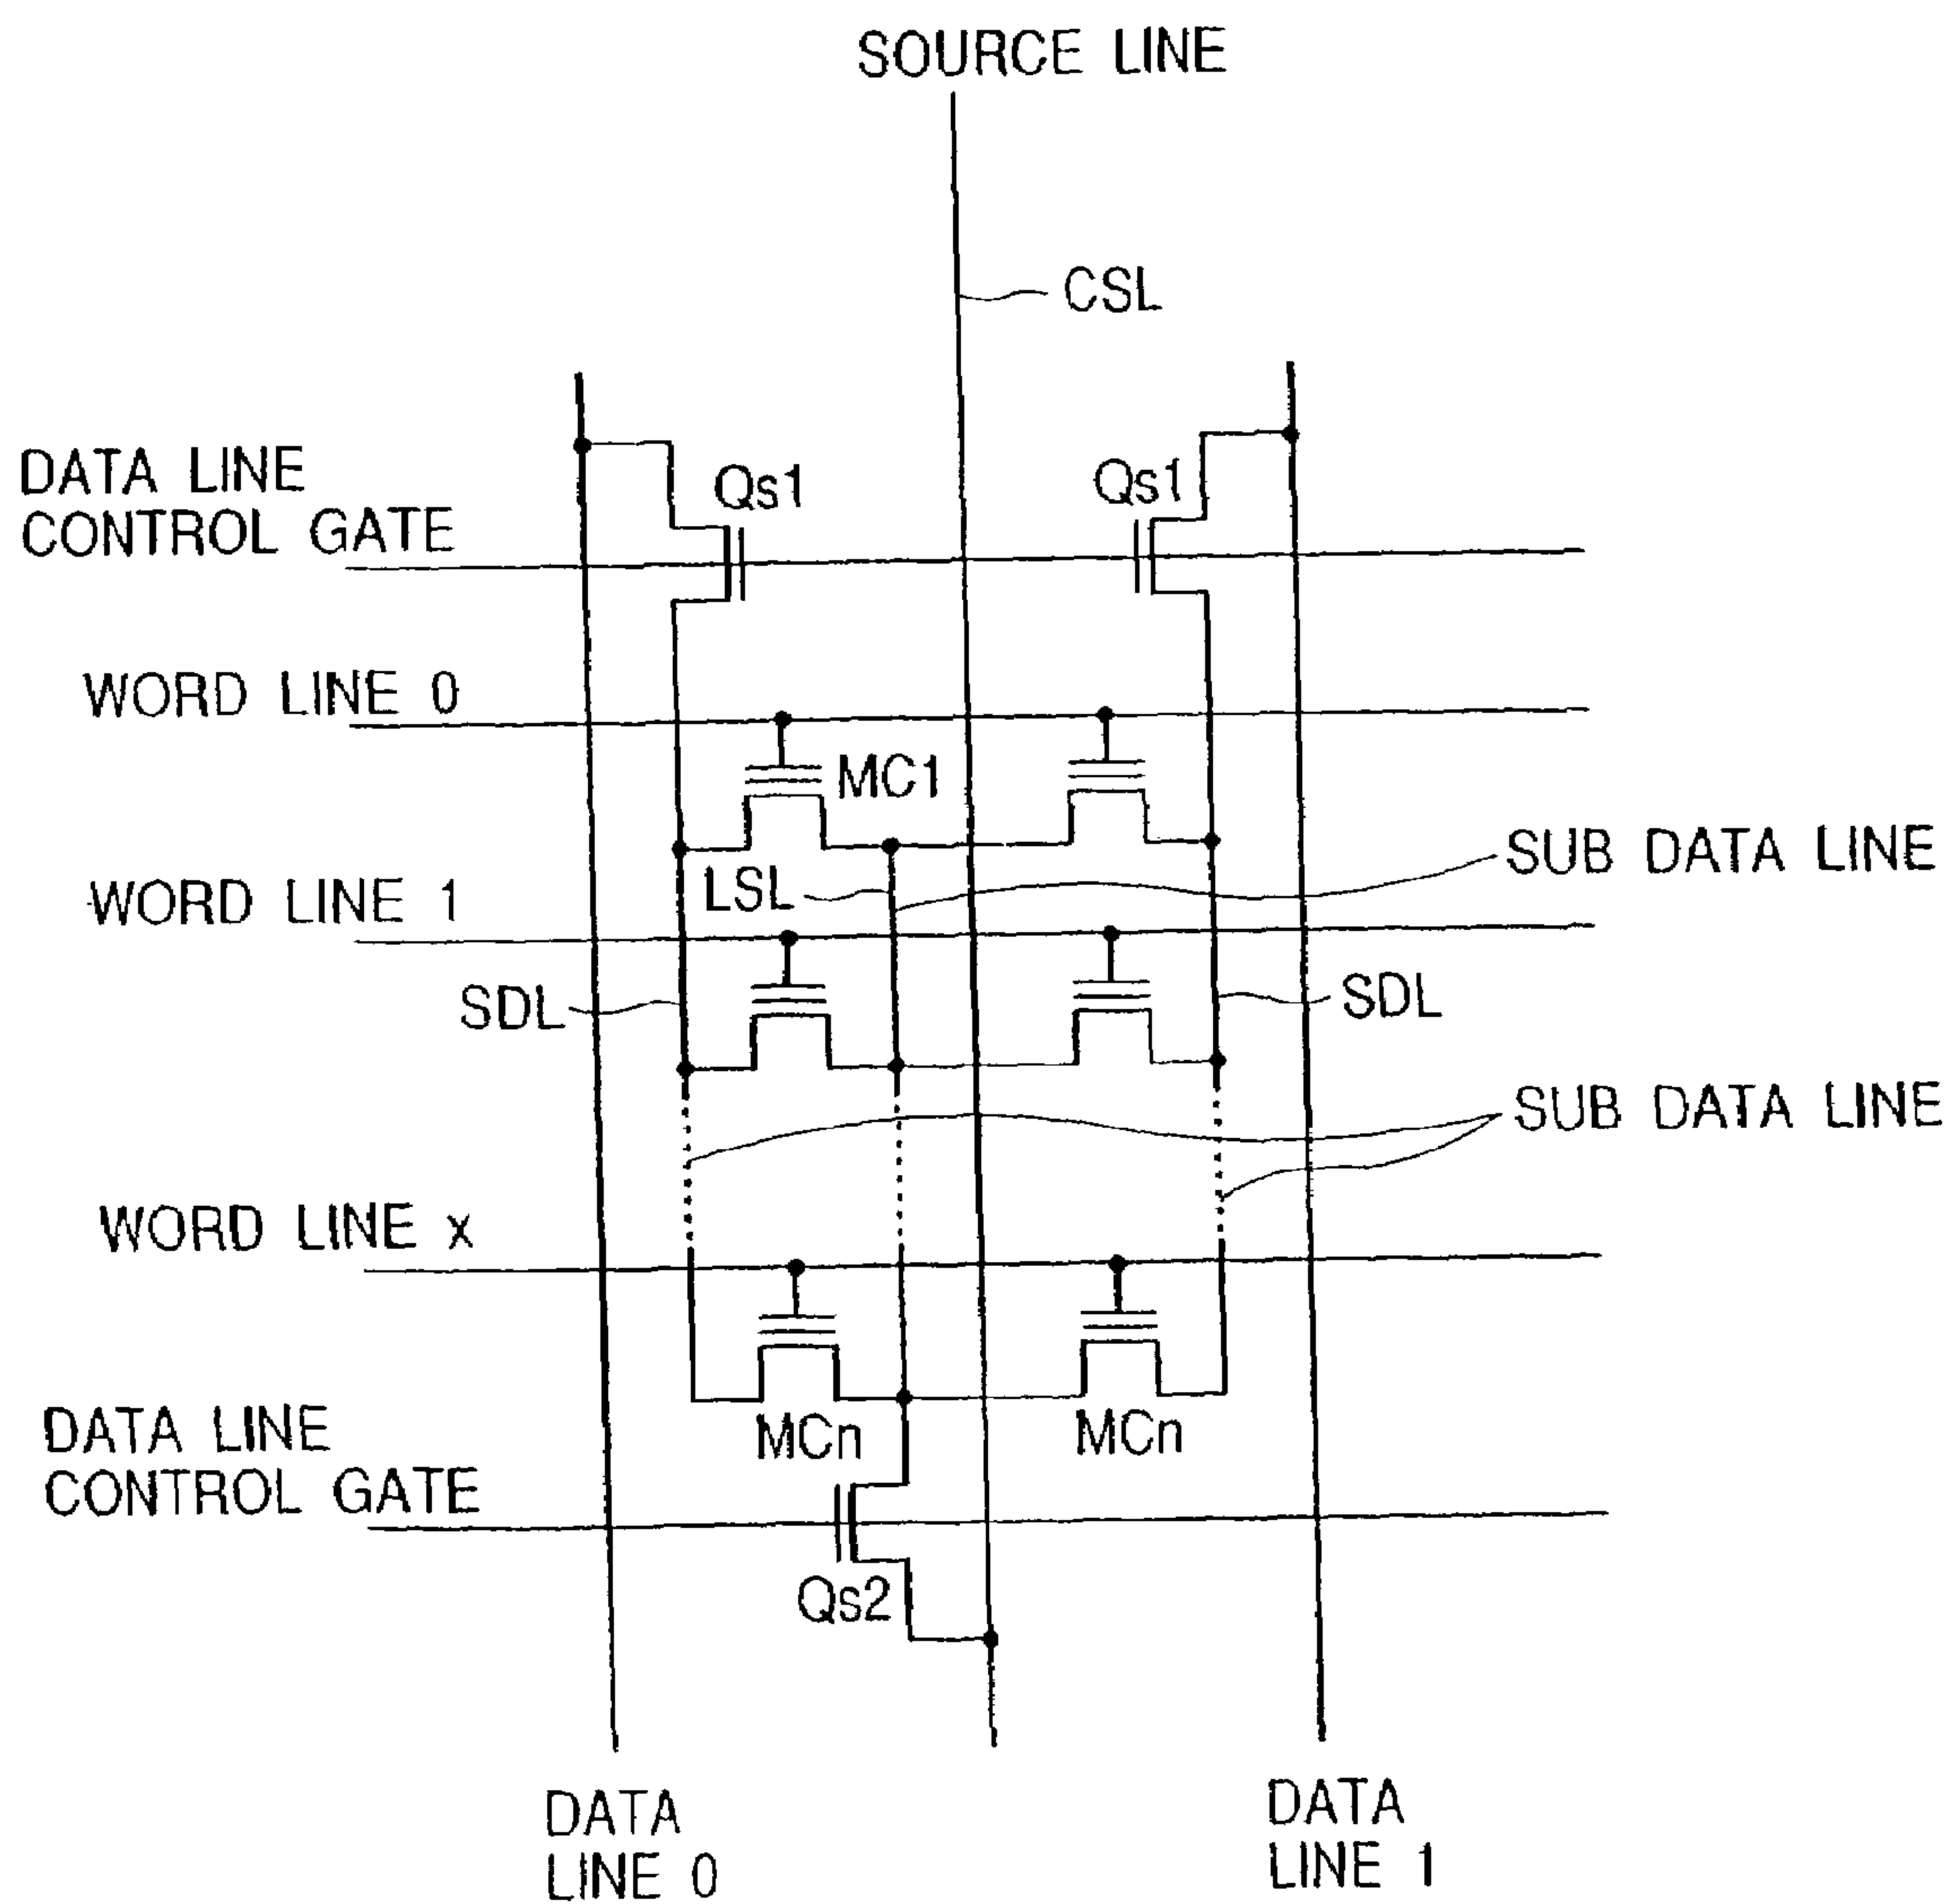 SOURCE LINE
CSL
DATA LINE
CONTROL GATE
Qs1
Qs1
WORD LINE 0
MC1
SUB DATA LINE
LSL
WORD LINE 1
SDL
SDL
SUB DATA LINE
WORD LINE x
MCn
MCn
DATA LINE
CONTROL GATE
Qs2
DATA
LINE 0
DATA
LINE 1